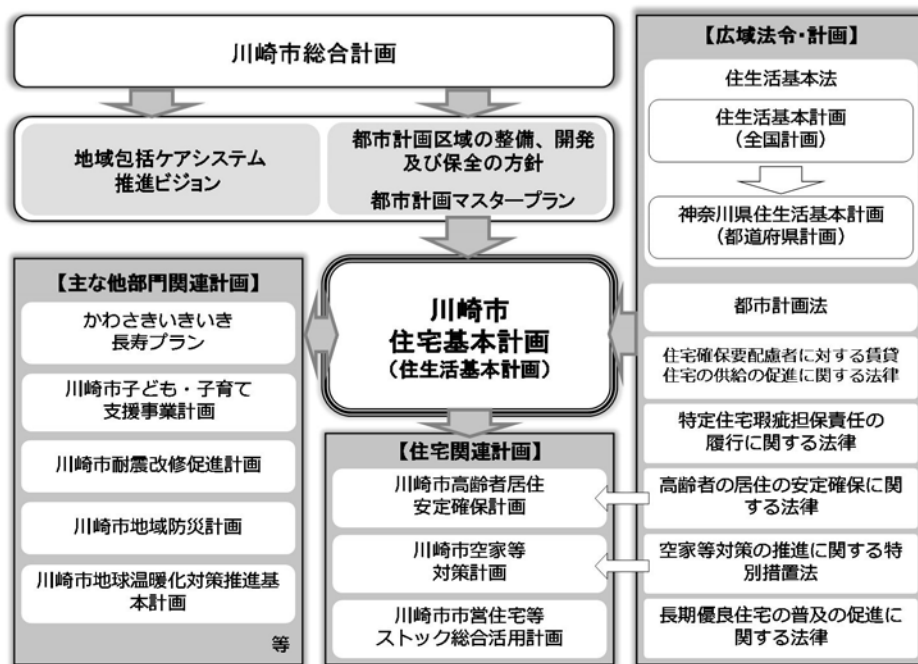 川崎市総合計画
地域包括ケアシステム
推進ビジョン
都市計画区域の整備、開発
及び保全の方針
都市計画マスタープラン
【主な他部門関連計画】
かわさきいきいき
長寿プラン
川崎市子ども・子育て
支援事業計画
川崎市耐震改修促進計画
川崎市地域防災計画
川崎市地球温暖化対策推進基
本計画
等
川崎市
住宅基本計画
（住生活基本計画）
【住宅関連計画】
川崎市高齢者居住
安定確保計画
川崎市空家等
対策計画
川崎市市営住宅等
ストック総合活用計画
【広域法令・計画】
住生活基本法
住生活基本計画
（全国計画）
神奈川県住生活基本計画
（都道府県計画）
都市計画法
住宅確保要配慮者に対する賃貸
住宅の供給の促進に関する法律
特定住宅瑕疵担保責任の
履行に関する法律
高齢者の居住の安定確保に関
する法律
空家等対策の推進に関する特
別措置法
長期優良住宅の普及の促進に
関する法律